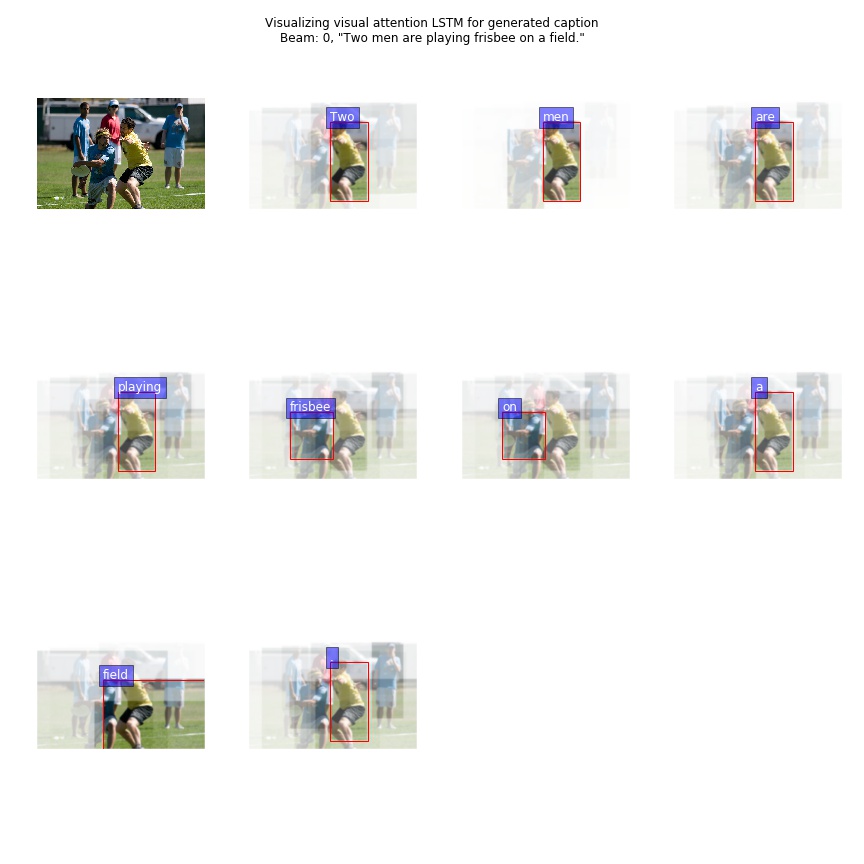 Visualizing visual attention LSTM for generated caption
Beam: 0, "Two men are playing frisbee on a field."
Two
men
are
playing
frisbee
on
a
field
.